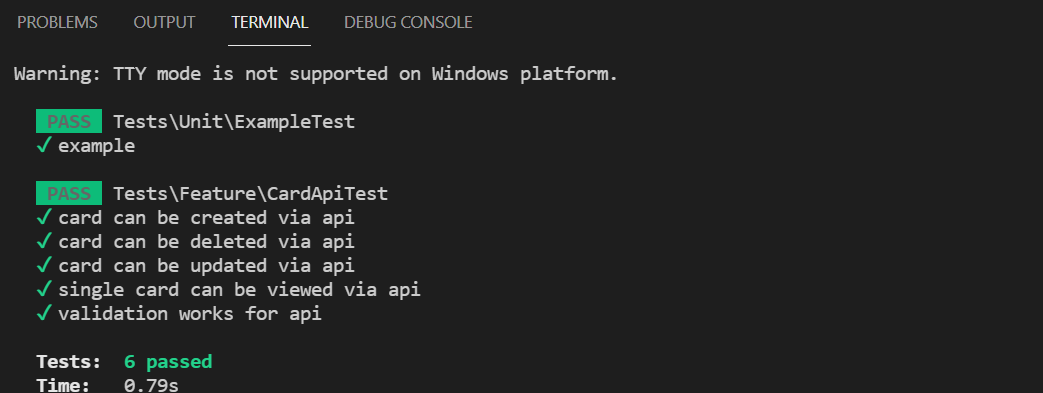 PROBLEMS OUTPUT TERMINAL DEBUG CONSOLE
Warning: TTY mode is not supported on Windows platform.
PASS Tests\Unit\ExampleTest
✓ example
PASS Tests\Feature\CardApiTest
✓ card can be created via api
✓ card can be deleted via api
✓ card can be updated via api
✓ single card can be viewed via api
✓ validation works for api
Tests: 6 passed
Time: 0.79s